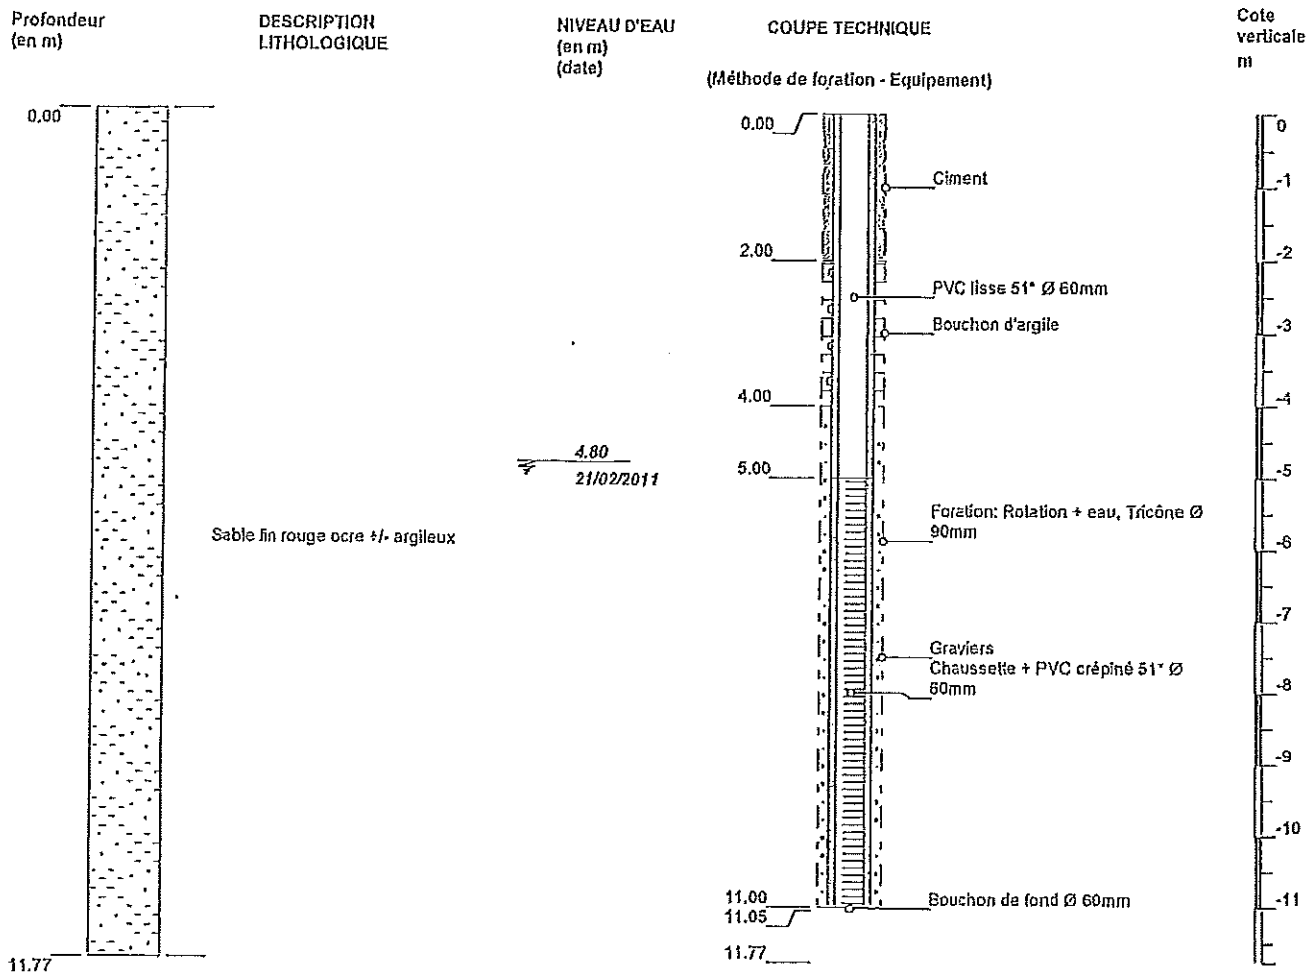 Profondeur
(en m)
DESCRIPTION
LITHOLOGIQUE
NIVEAU D'EAU
(en m)
(date)
COUPE TECHNIQUE
(Méthode de foration - Equipement)
Cote
verticale
m
0.00
11.77
Sable fin rouge ocre +/- argileux
4.80
21/02/2011
0.00
2.00
4.00
5.00
11.00
11.05
11.77
Ciment
PVC lisse 51* Ø 60mm
Bouchon d'argile
Foration: Rotation + eau, Tricône Ø
90mm
Graviers
Chaussette + PVC crépiné 51* Ø
60mm
Bouchon de fond Ø 60mm
0
-1
-2
-3
-4
-5
-6
-7
-8
-9
-10
-11